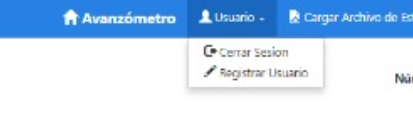 Avanzómetro Usuario Cargar Archivo de Es
Cerrar Sesion
Registrar Usuario
Nú